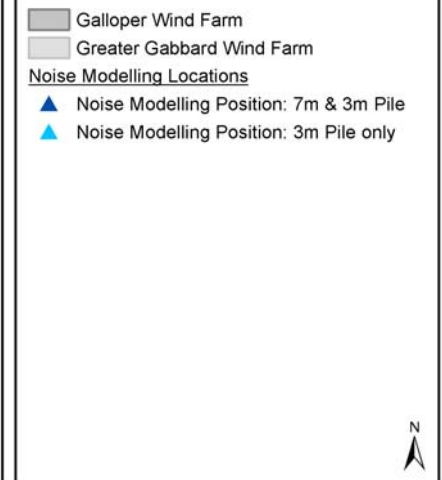 Galloper Wind Farm
Greater Gabbard Wind Farm
Noise Modelling Locations
Noise Modelling Position: 7m & 3m Pile
Noise Modelling Position: 3m Pile only
N